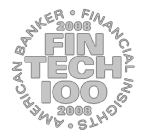 AMERICAN BANKER • FINANCIAL INSIGHTS •
2008
FIN
TECH
100
2008